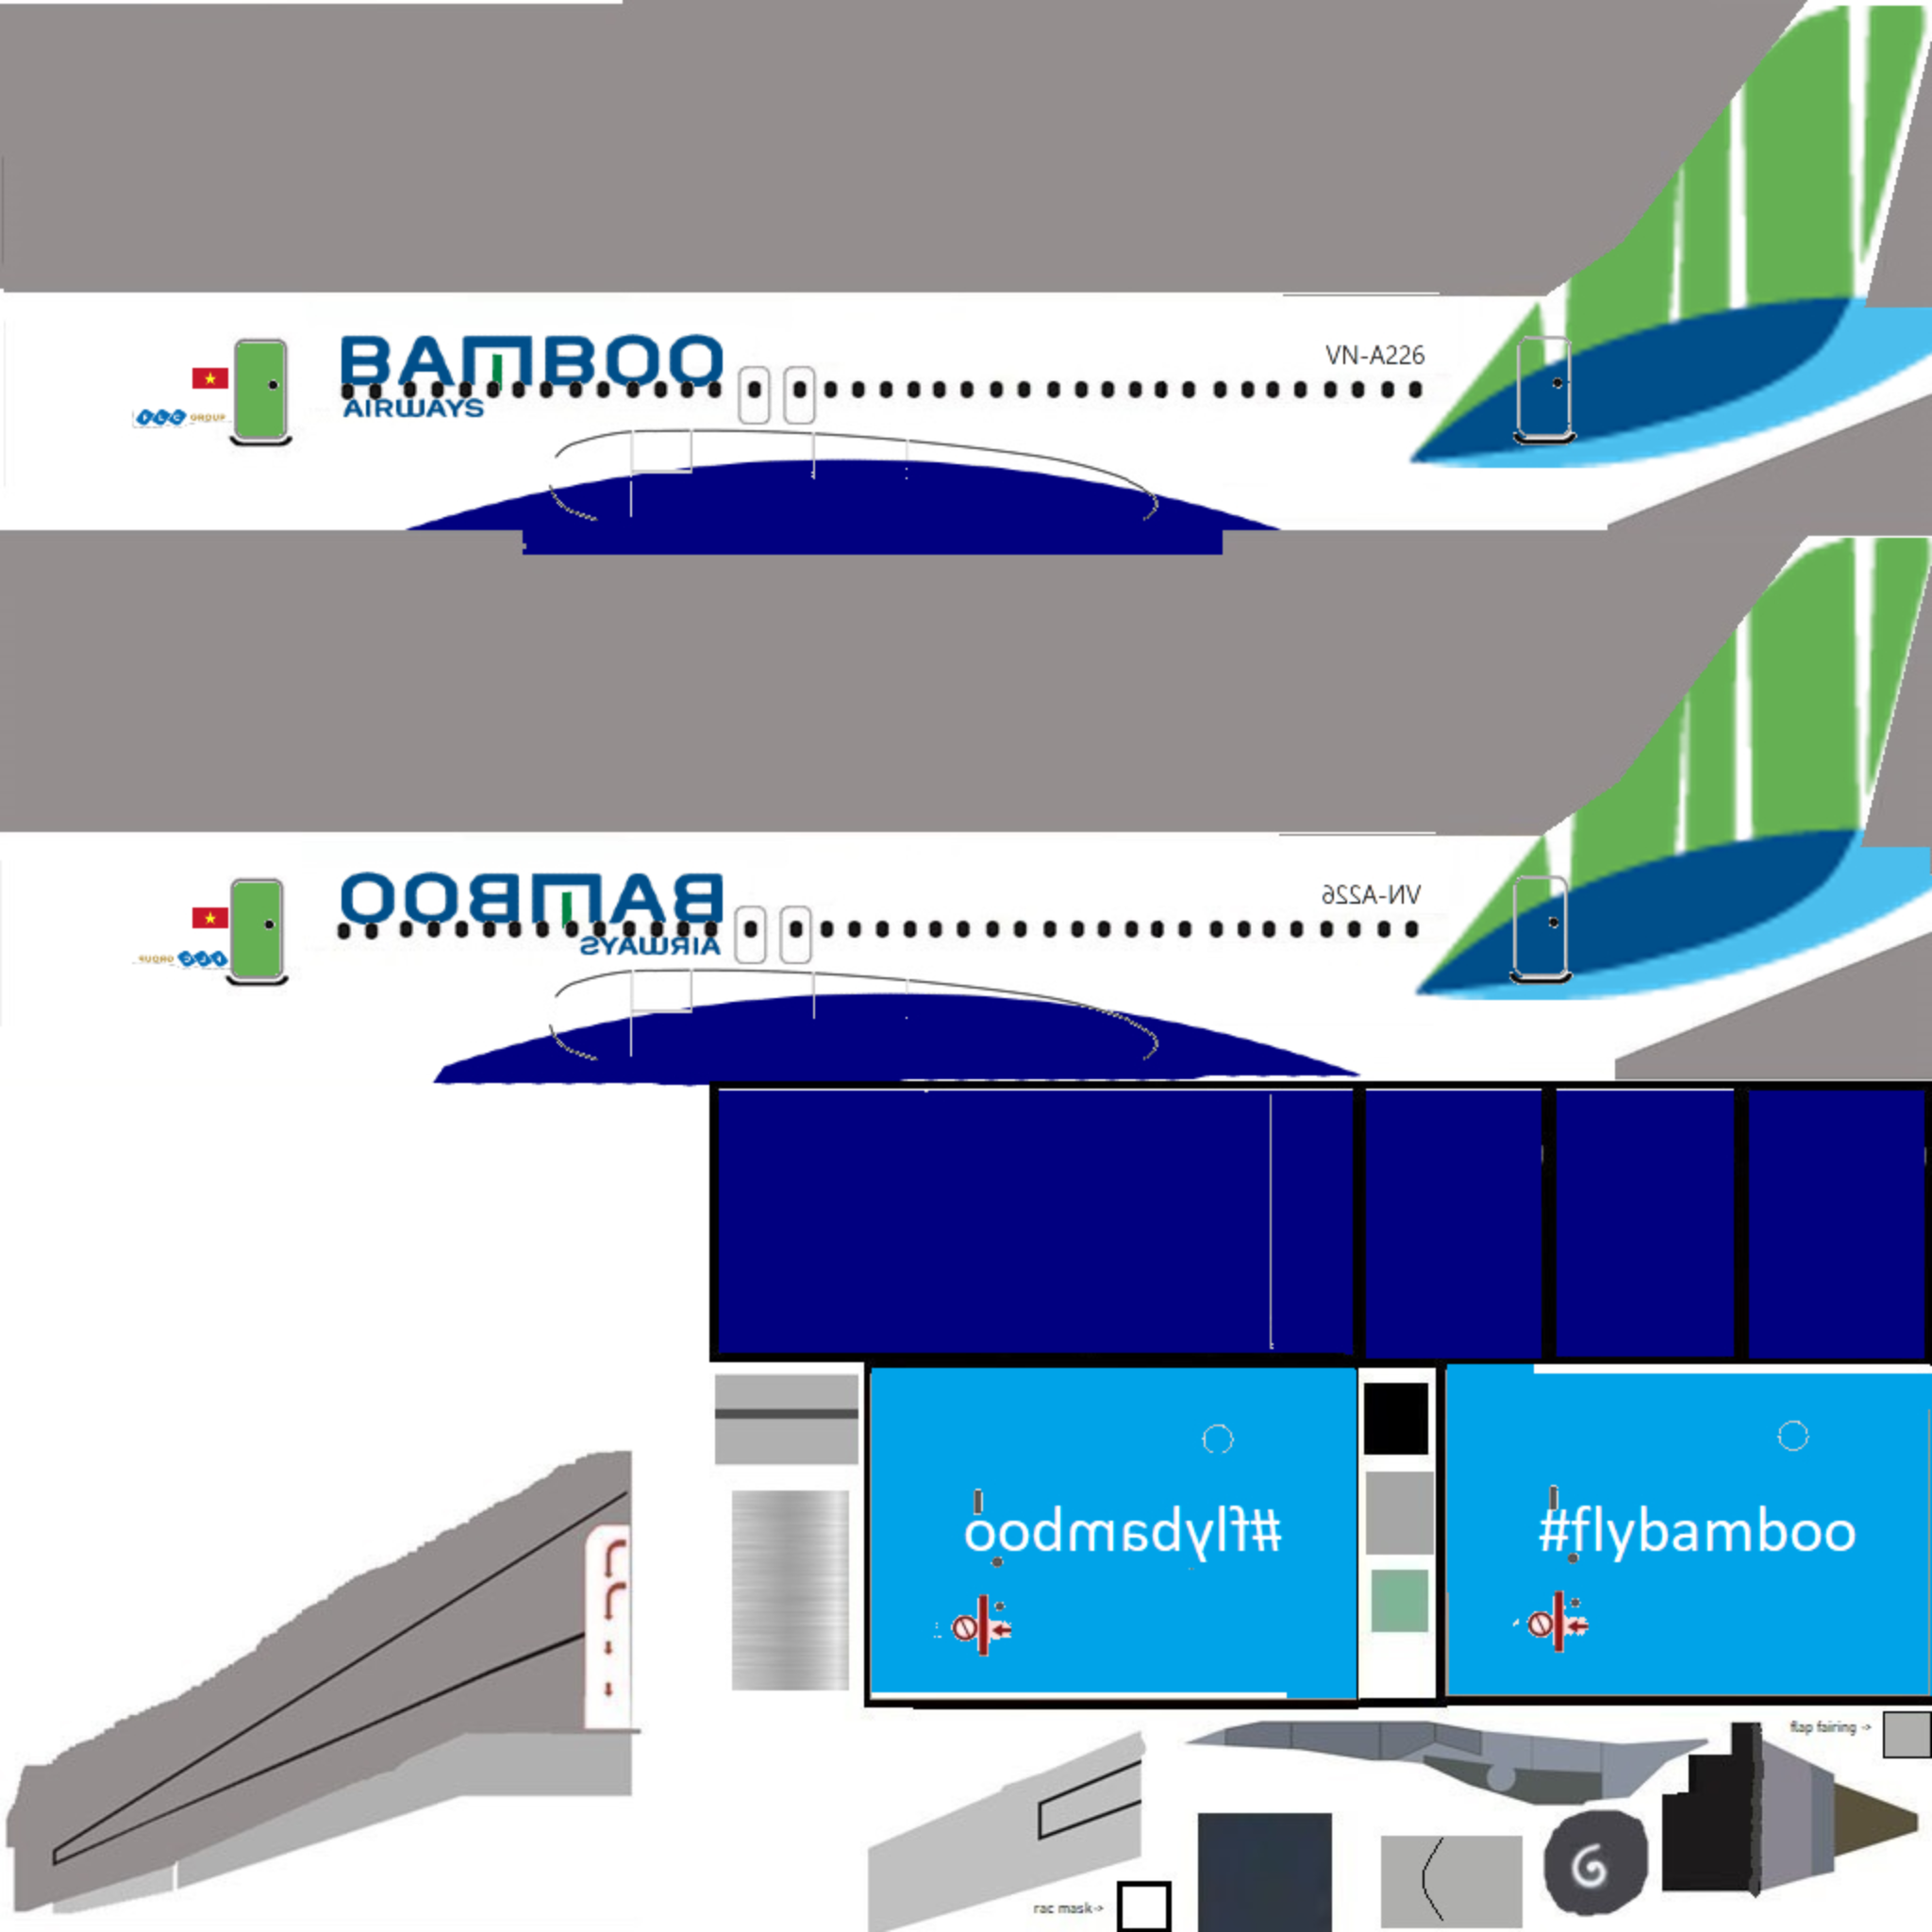 BAMBOO
VN-A226
AIRWAYS
FLC GROUP
BAMBOO
VN-A226
AIRWAYS
FLC GROUP
#flybamboo
#flybamboo
flap fairing ->
rac mask->